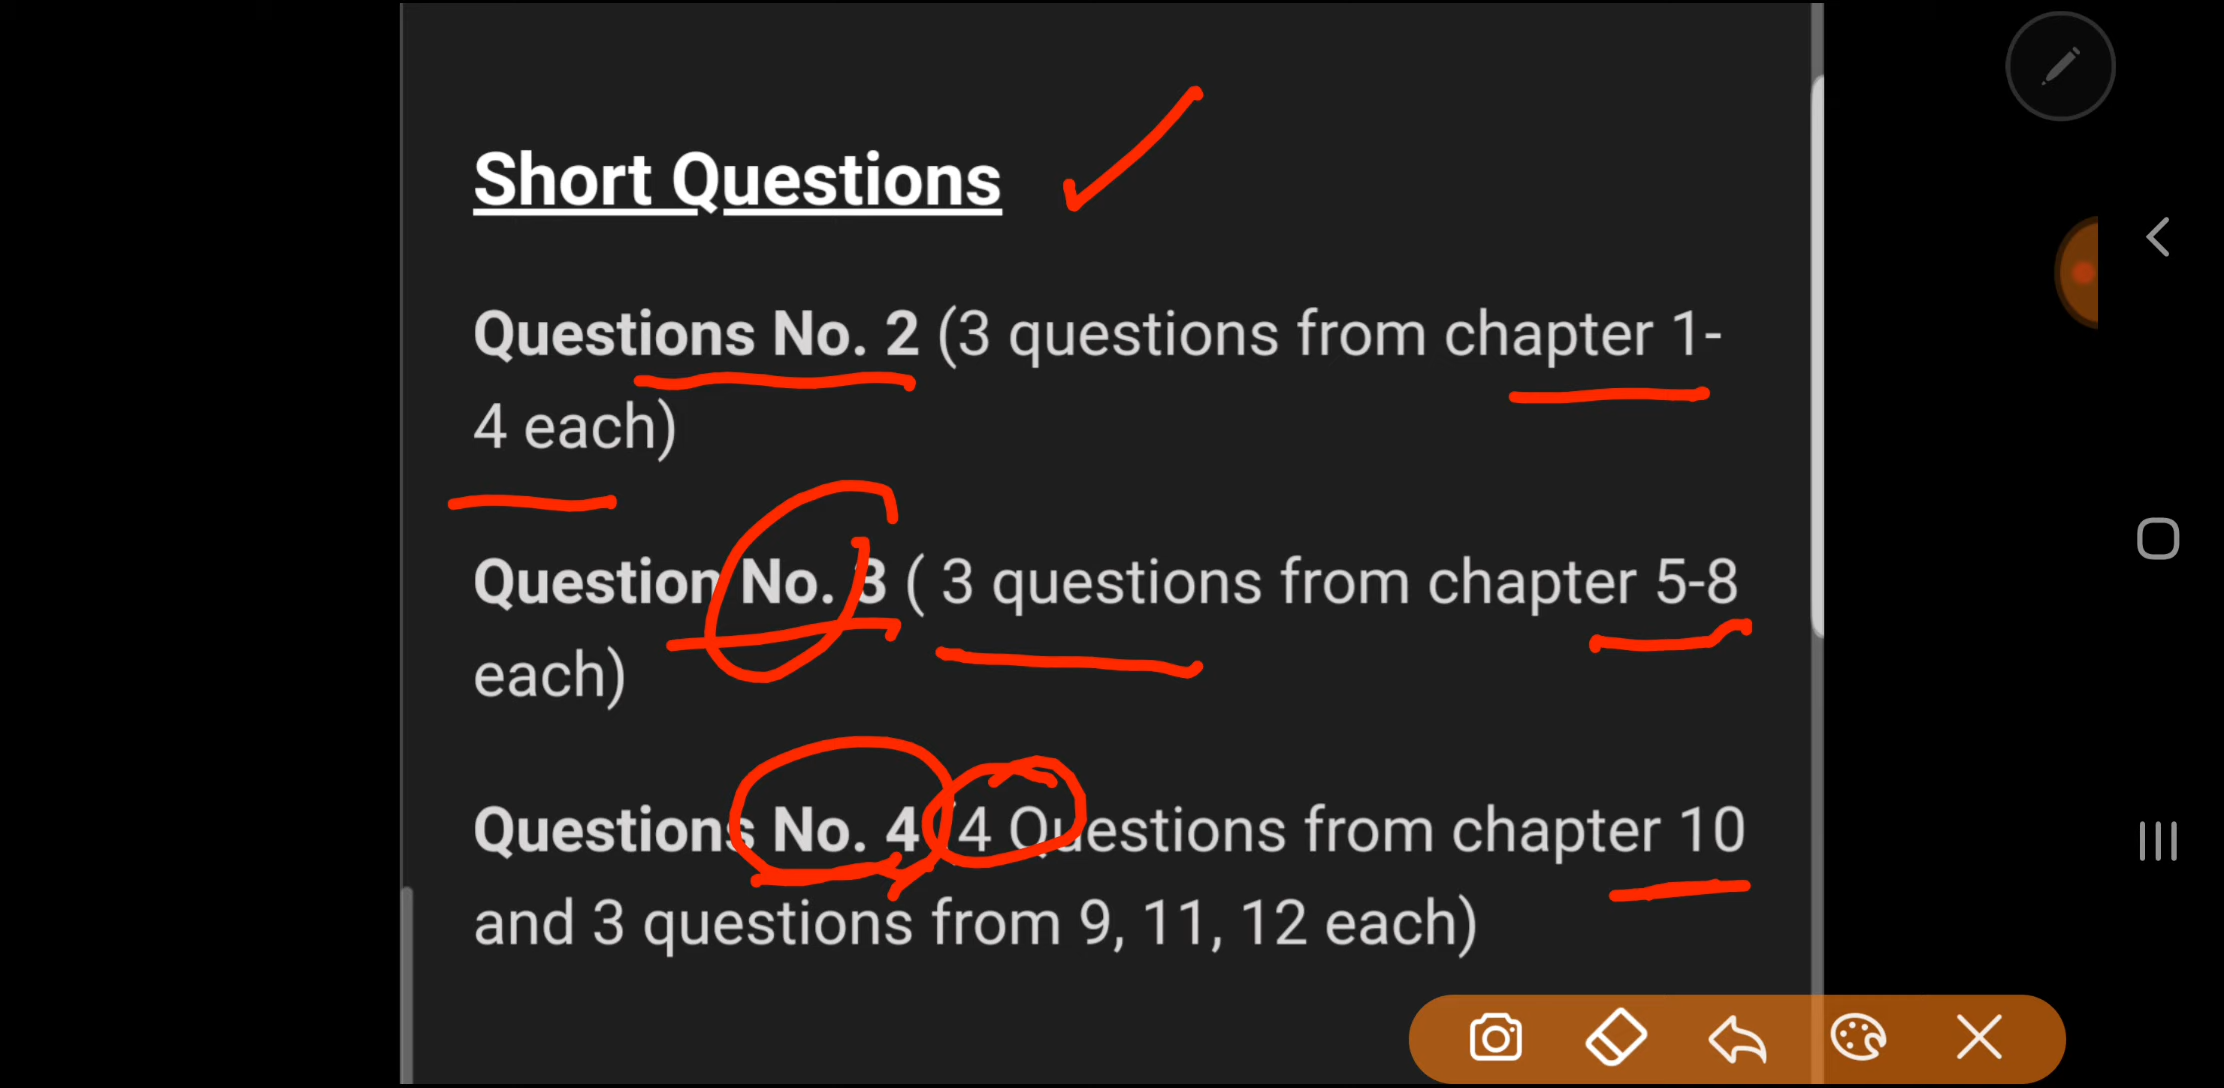 Short Questions
Questions No. 2 (3 questions from chapter 1-
4 each)
Question No. 3 ( 3 questions from chapter 5-8
each)
Questions No. 4 (4 Questions from chapter 10
and 3 questions from 9, 11, 12 each)